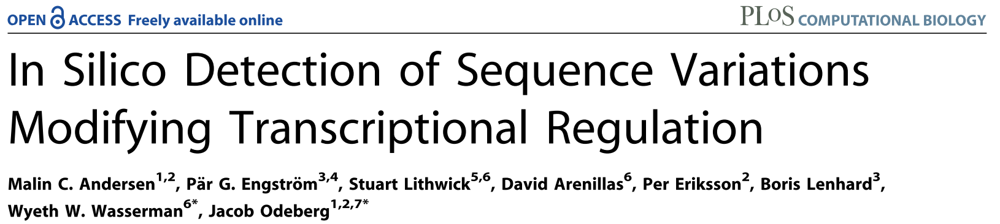 OPEN ACCESS Freely available online
PLoS COMPUTATIONAL BIOLOGY
In Silico Detection of Sequence Variations
Modifying Transcriptional Regulation
Malin C. Andersen1,2, Pär G. Engström3,4, Stuart Lithwick5,6, David Arenillas6, Per Eriksson2, Boris Lenhard3,
Wyeth W. Wasserman6*, Jacob Odeberg1,2,7*